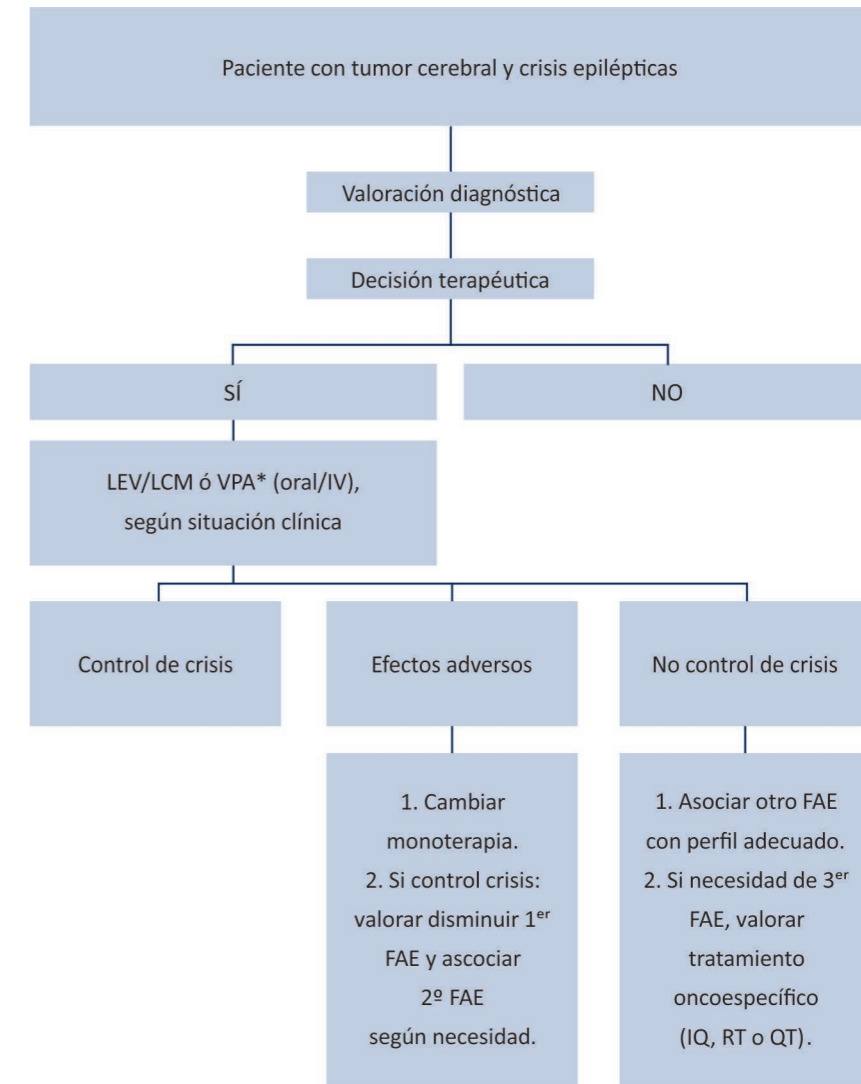 Paciente con tumor cerebral y crisis epilépticas
Valoración diagnóstica
Decisión terapéutica
SÍ
NO
LEV/LCM ó VPA* (oral/IV),
según situación clínica
Control de crisis
Efectos adversos
No control de crisis
1. Cambiar
monoterapia.
2. Si control crisis:
valorar disminuir 1ᵉʳ
FAE y ascociar
2º FAE
según necesidad.
1. Asociar otro FAE
con perfil adecuado.
2. Si necesidad de 3ᵉʳ
FAE, valorar
tratamiento
oncoespecífico
(IQ, RT o QT).